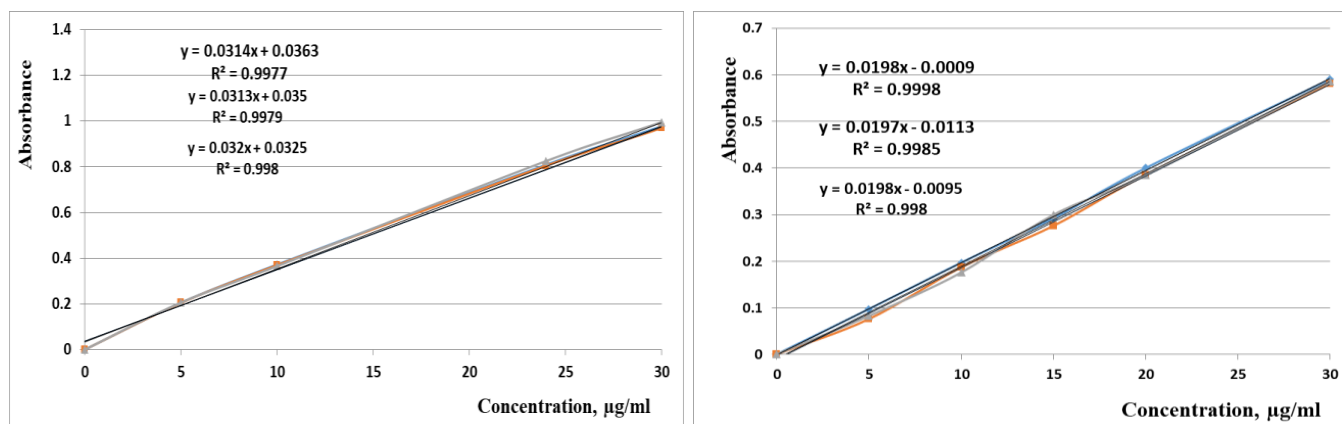 1.4
1.2
1
0.8
0.6
0.4
0.2
0
Absorbance
y = 0.0314x + 0.0363
R² = 0.9977
y = 0.0313x + 0.035
R² = 0.9979
y = 0.032x + 0.0325
R² = 0.998
0 5 10 15 20 25 30
Concentration, µg/ml
0.7
0.6
0.5
0.4
0.3
0.2
0.1
0
Absorbance
y = 0.0198x - 0.0009
R² = 0.9998
y = 0.0197x - 0.0113
R² = 0.9985
y = 0.0198x - 0.0095
R² = 0.998
0 5 10 15 20 25 30
Concentration, µg/ml